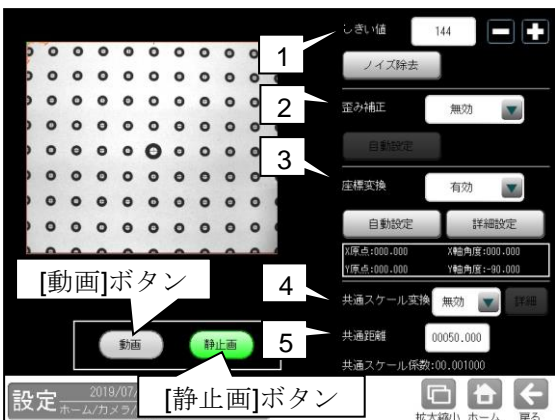 1
しきい値
144
ノイズ除去
2
歪み補正
無効
自動設定
3
座標変換
有効
自動設定
詳細設定
X原点:000.000
X軸角度:000.000
Y原点:000.000
Y軸角度:-90.000
[動画]ボタン
4
共通スケール変換
無効
詳細
動画
静止画
5
共通距離
00050.000
共通スケール係数:00.001000
[静止画]ボタン
設定
2019/07/
ホーム/カメラ/
拡大縮小
ホーム
戻る